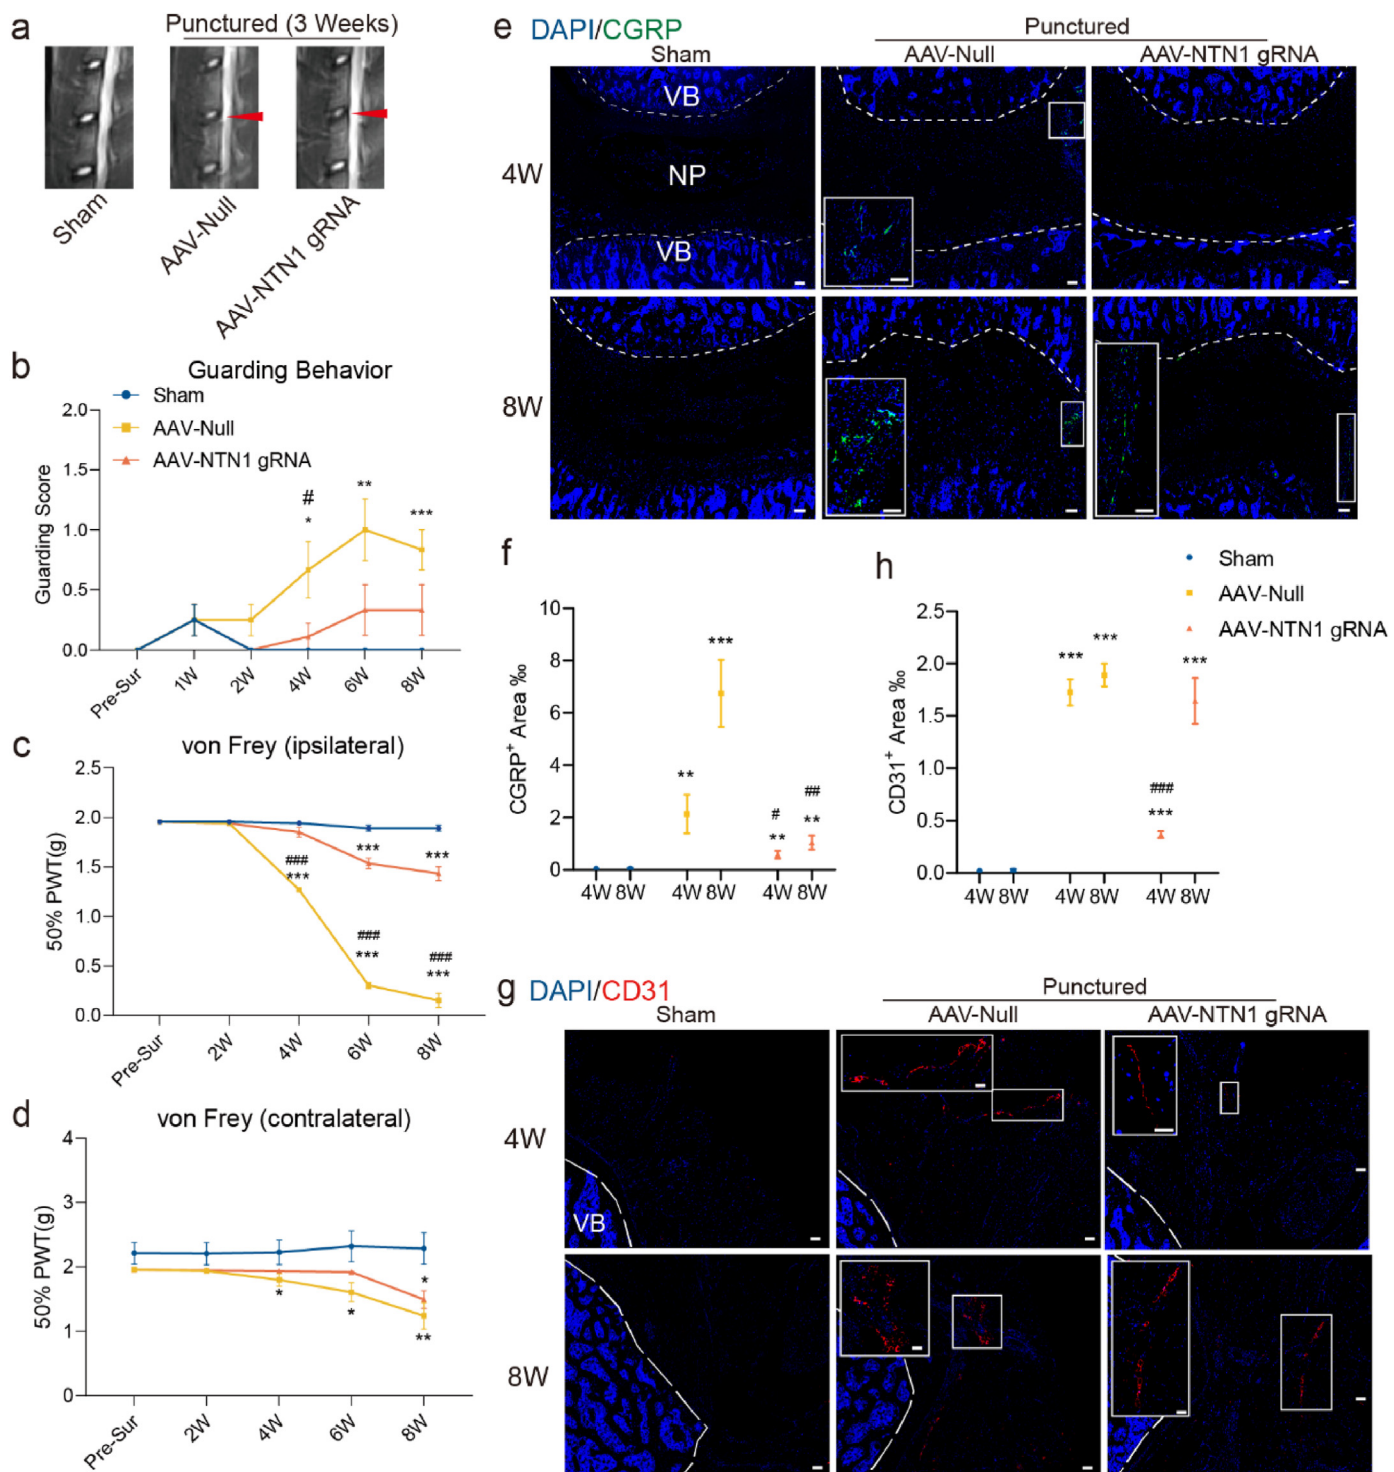 a
Punctured (3 Weeks)
Sham
AAV-Null
AAV-NTN1 gRNA
b
Guarding Behavior
Sham
AAV-Null
AAV-NTN1 gRNA
Guarding Score
2.0
1.5
1.0
0.5
0.0
#
*
**
***
Pre-Sur
1W
2W
4W
6W
8W
c
von Frey (ipsilateral)
50% PWT(g)
2.5
2.0
1.5
1.0
0.5
0.0
###
***
***
###
***
***
###
***
Pre-Sur
2W
4W
6W
8W
d
von Frey (contralateral)
50% PWT(g)
4
3
2
1
0
*
*
*
**
Pre-Sur
2W
4W
6W
8W
e
DAPI/CGRP
Punctured
Sham
AAV-Null
AAV-NTN1 gRNA
4W
VB
NP
VB
8W
f
CGRP+ Area ‰
10
8
6
4
2
0
**
***
#
**
##
**
4W 8W
4W 8W
4W 8W
h
Sham
AAV-Null
AAV-NTN1 gRNA
CD31+ Area ‰
2.5
2.0
1.5
1.0
0.5
0.0
***
***
###
***
***
4W 8W
4W 8W
4W 8W
g
DAPI/CD31
Punctured
Sham
AAV-Null
AAV-NTN1 gRNA
4W
VB
8W